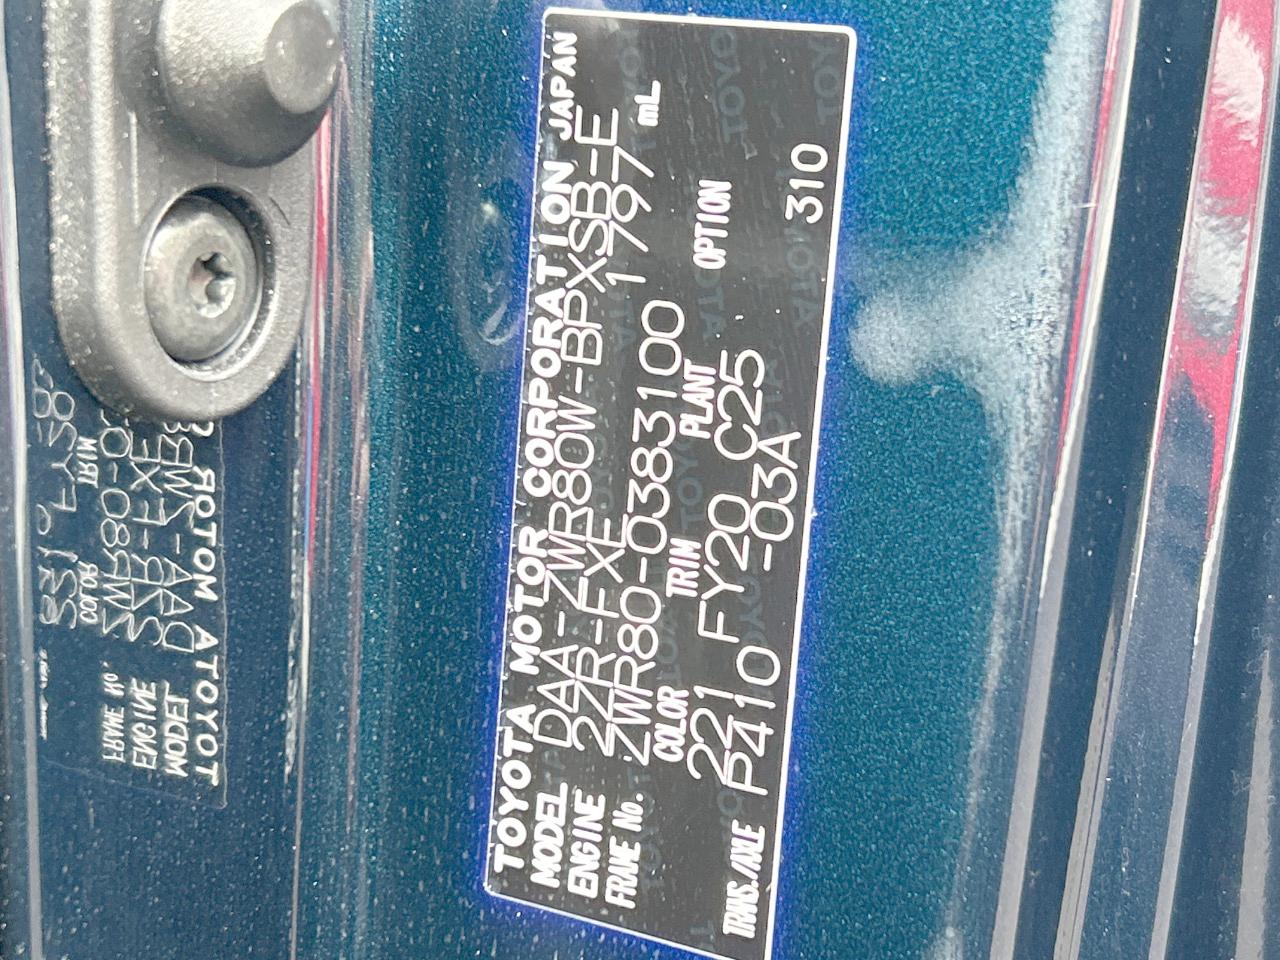 TOYOTA MOTOR CORPORATION JAPAN
MODEL DAA-ZWR80W-BPXSB-E
ENGINE 2ZR-FXE 1797 mL
FRAME No. ZWR80-0383100
COLOR TRIM PLANT OPTION
221 FY20 C25
TRANS./AXLE P410 -03A 310